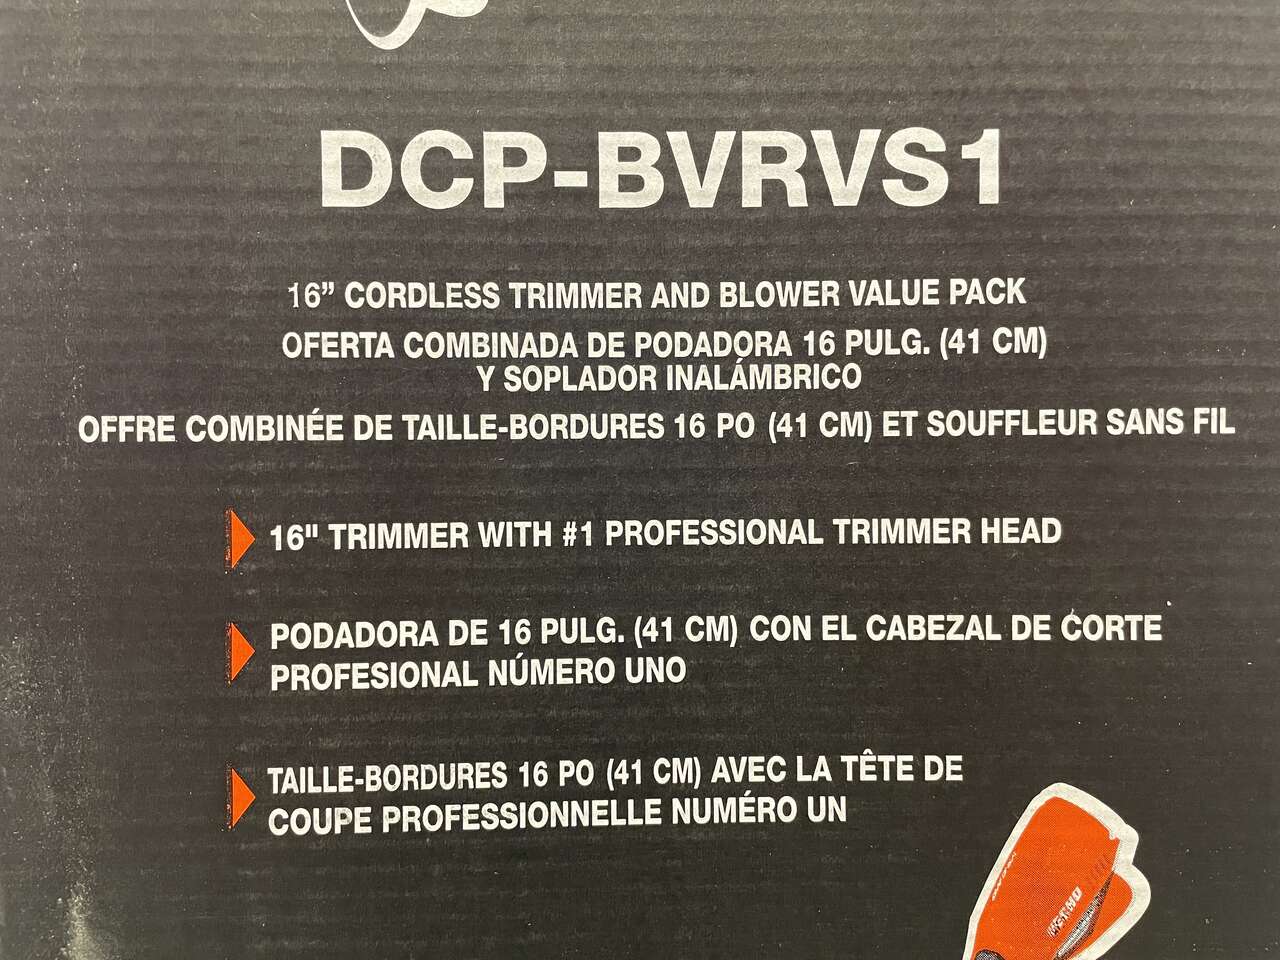 DCP-BVRVS1
16” CORDLESS TRIMMER AND BLOWER VALUE PACK
OFERTA COMBINADA DE PODADORA 16 PULG. (41 CM)
Y SOPLADOR INALÁMBRICO
OFFRE COMBINÉE DE TAILLE-BORDURES 16 PO (41 CM) ET SOUFFLEUR SANS FIL
16" TRIMMER WITH #1 PROFESSIONAL TRIMMER HEAD
PODADORA DE 16 PULG. (41 CM) CON EL CABEZAL DE CORTE
PROFESIONAL NÚMERO UNO
TAILLE-BORDURES 16 PO (41 CM) AVEC LA TÊTE DE
COUPE PROFESSIONNELLE NUMÉRO UN